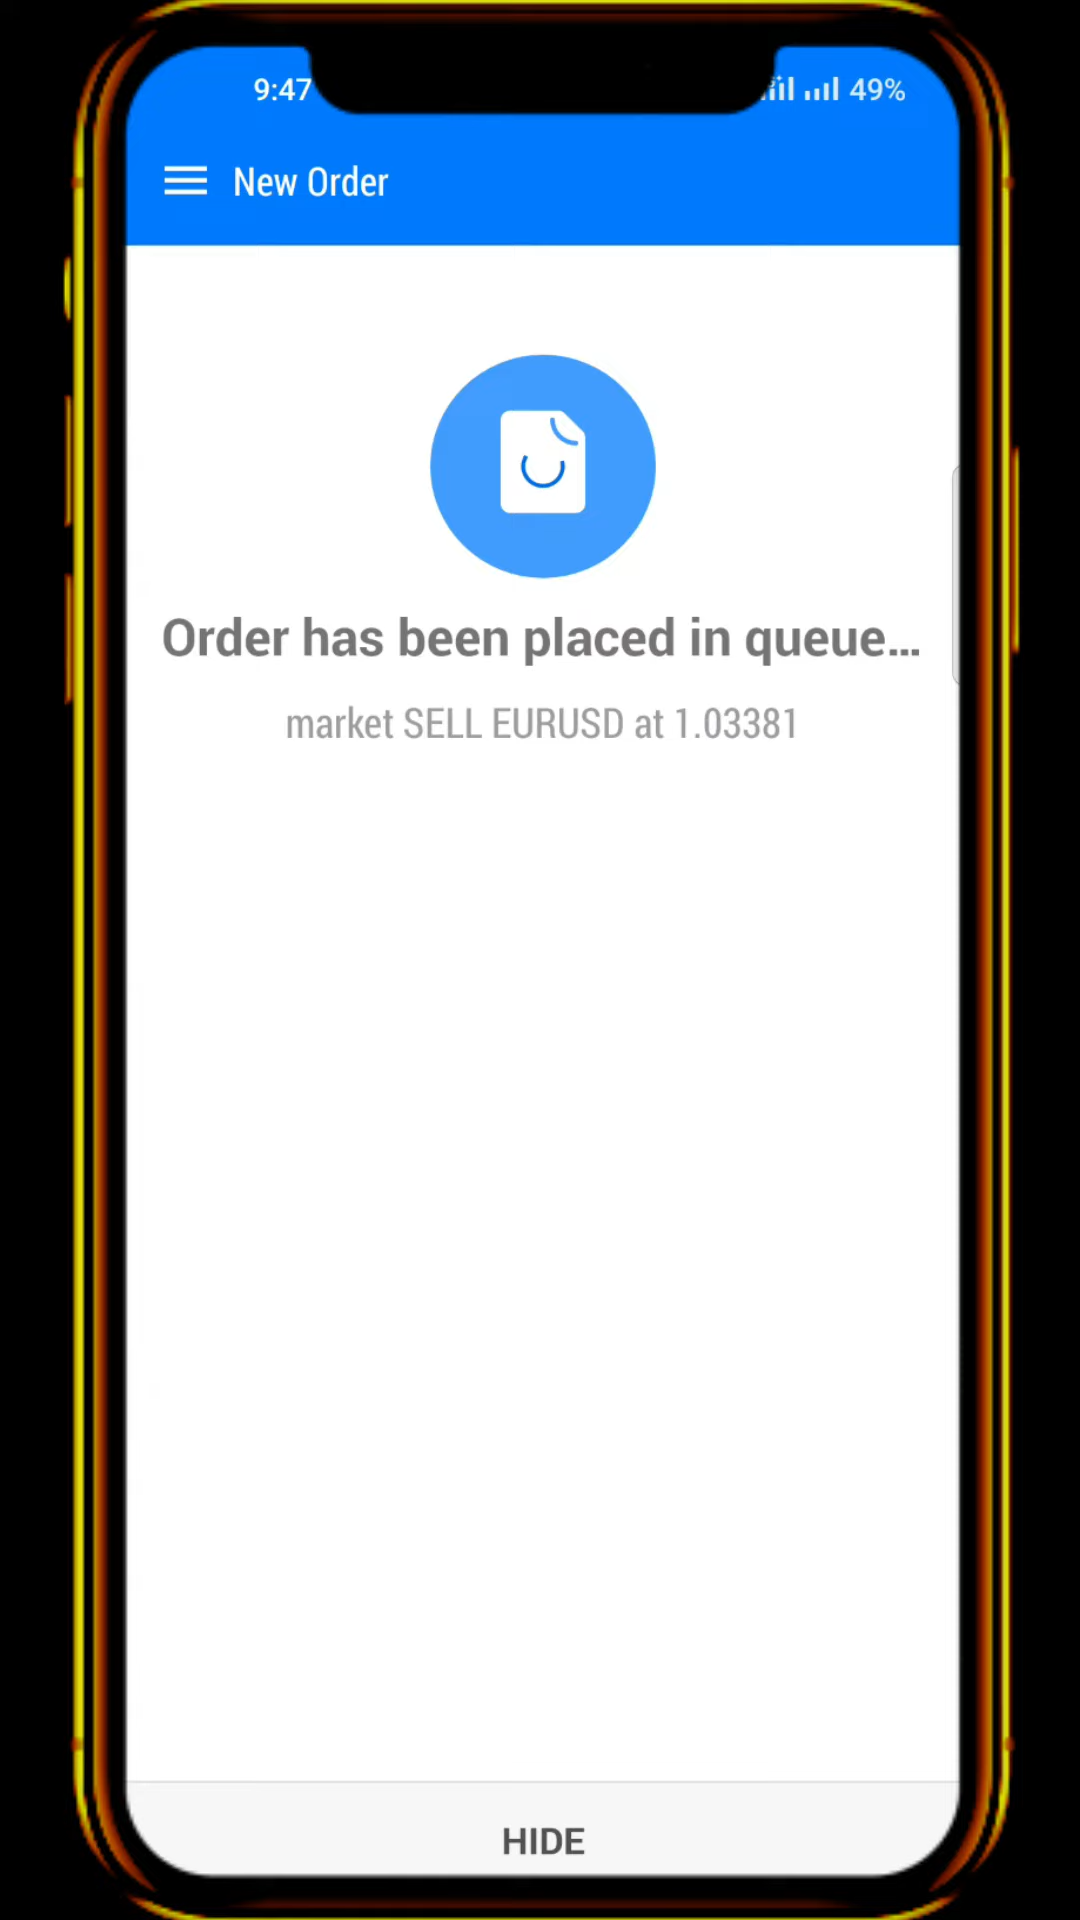 9:47
49%
New Order
Order has been placed in queue...
market SELL EURUSD at 1.03381
HIDE